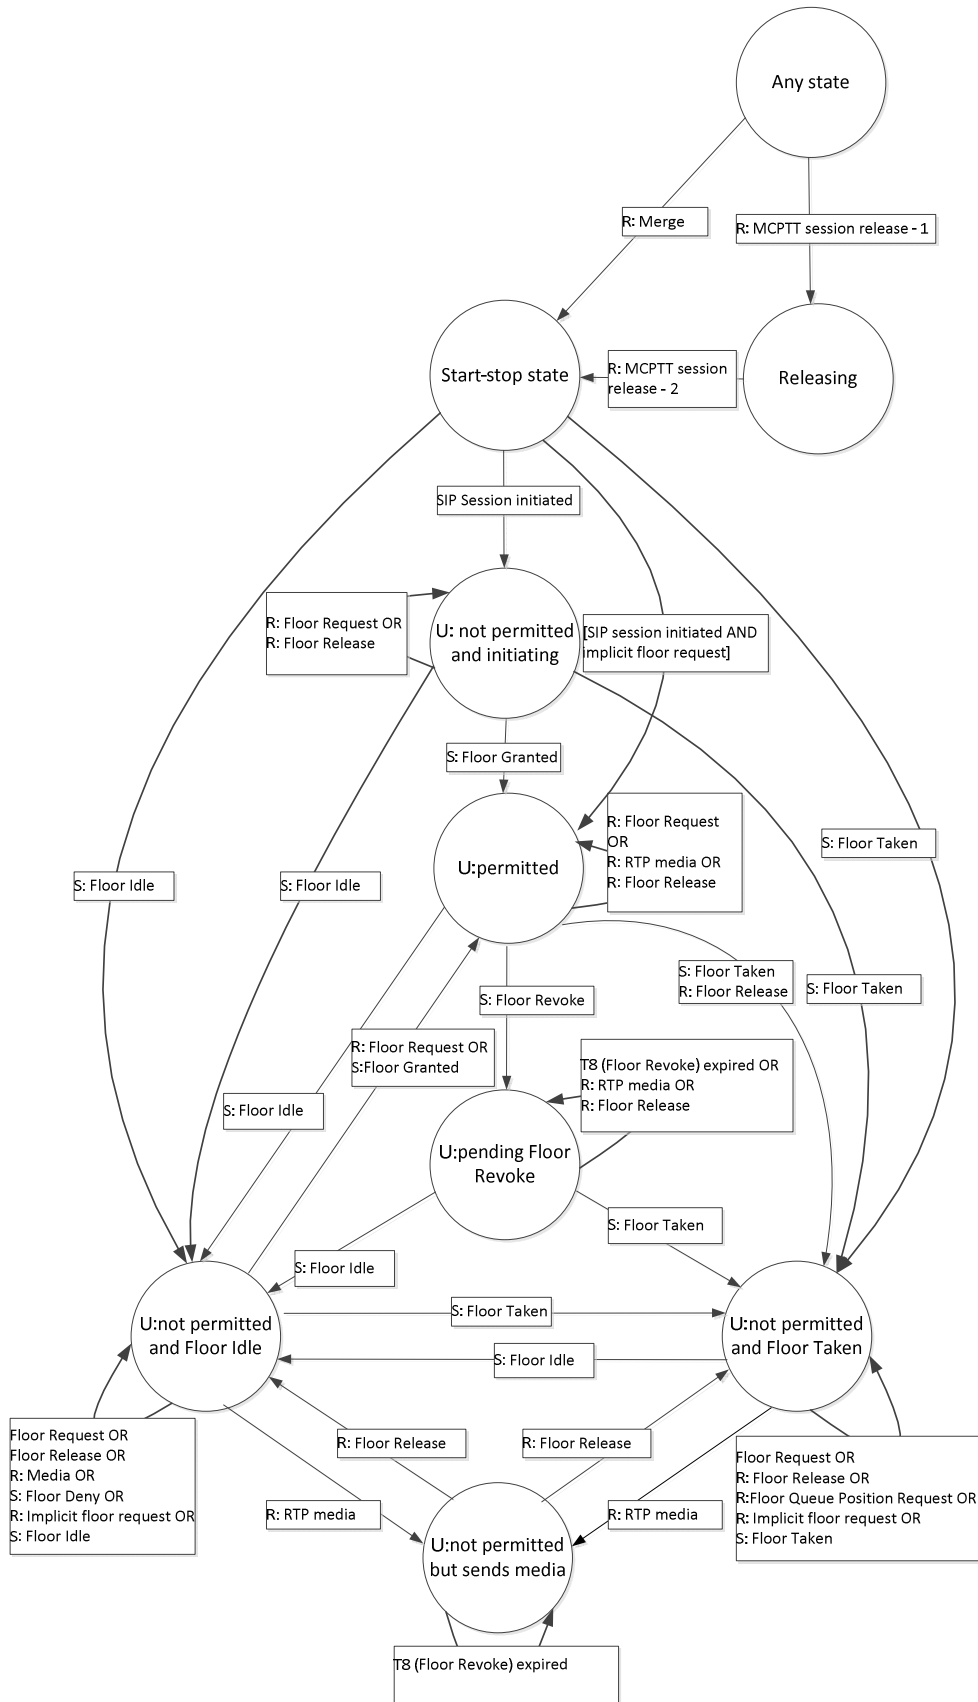 Any state
R: Merge
R: MCPTT session release - 1
Start-stop state
R: MCPTT session
release - 2
Releasing
SIP Session initiated
R: Floor Request OR
R: Floor Release
U: not permitted
and initiating
[SIP session initiated AND
implicit floor request]
S: Floor Granted
R: Floor Request
OR
R: RTP media OR
R: Floor Release
U:permitted
S: Floor Taken
S: Floor Idle
S: Floor Idle
S: Floor Taken
R: Floor Release
S: Floor Taken
S: Floor Revoke
R: Floor Request OR
S:Floor Granted
T8 (Floor Revoke) expired OR
R: RTP media OR
R: Floor Release
S: Floor Idle
U:pending Floor
Revoke
S: Floor Taken
S: Floor Idle
U:not permitted
and Floor Idle
S: Floor Taken
U:not permitted
and Floor Taken
S: Floor Idle
Floor Request OR
Floor Release OR
R: Media OR
S: Floor Deny OR
R: Implicit floor request OR
S: Floor Idle
R: Floor Release
R: Floor Release
Floor Request OR
R: Floor Release OR
R:Floor Queue Position Request OR
R: Implicit floor request OR
S: Floor Taken
R: RTP media
R: RTP media
U:not permitted
but sends media
T8 (Floor Revoke) expired